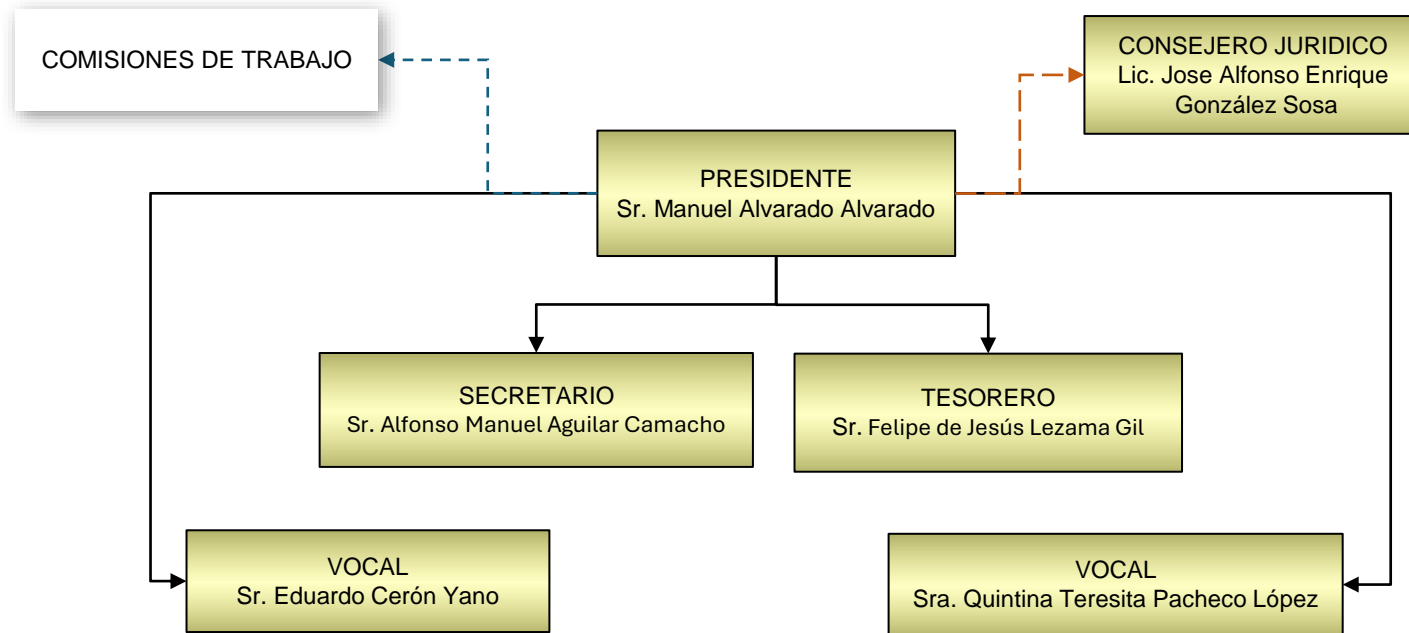 COMISIONES DE TRABAJO
CONSEJERO JURIDICO
Lic. Jose Alfonso Enrique
González Sosa
PRESIDENTE
Sr. Manuel Alvarado Alvarado
SECRETARIO
Sr. Alfonso Manuel Aguilar Camacho
TESORERO
Sr. Felipe de Jesús Lezama Gil
VOCAL
Sr. Eduardo Cerón Yano
VOCAL
Sra. Quintina Teresita Pacheco López